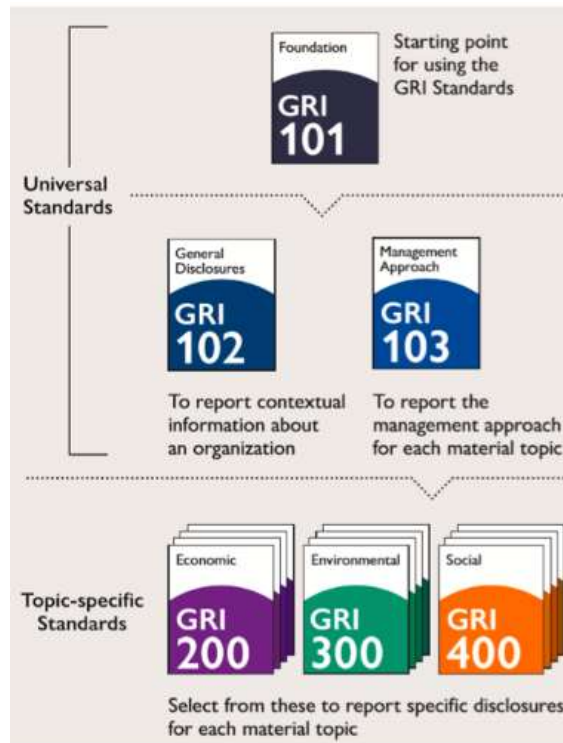 Foundation
GRI
101
Starting point
for using the
GRI Standards
Universal
Standards
General
Disclosures
GRI
102
Management
Approach
GRI
103
To report contextual
information about
an organization
To report the
management approach
for each material topic
Topic-specific
Standards
Economic
GRI
200
Environmental
GRI
300
Social
GRI
400
Select from these to report specific disclosures
for each material topic